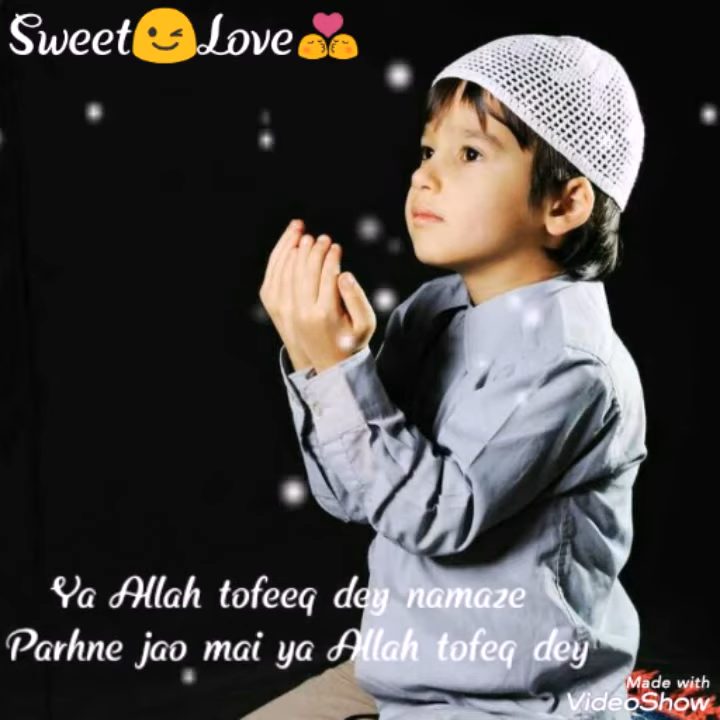 Sweet😉Love💏
Ya Allah tofeeq dey namaze
Parhne jao mai ya Allah tofeq dey
Made with
VideoShow